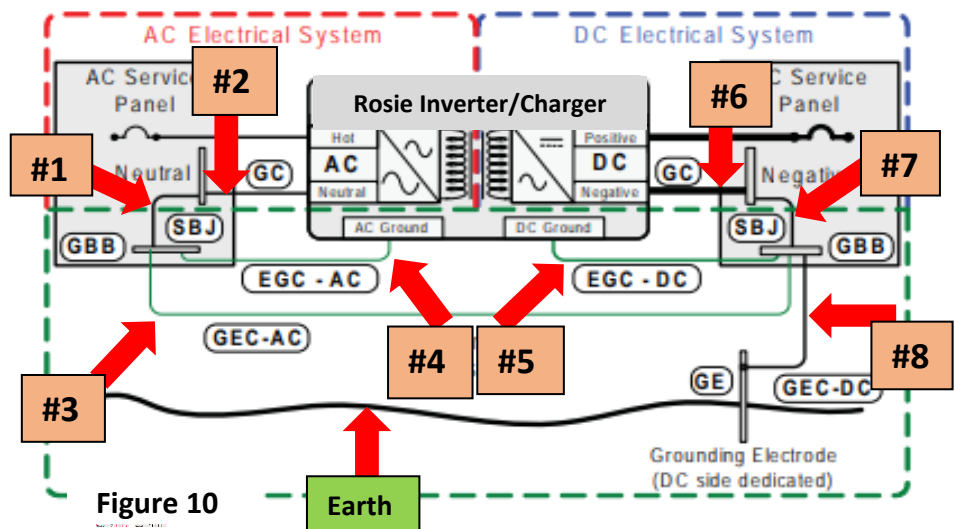 AC Electrical System
DC Electrical System
#2
AC Service
Panel
Rosie Inverter/Charger
#6
C Service
Panel
#1
Neutral
GC
Hot
AC
Neutral
Positive
DC
Negative
GC
Negativ
#7
GBB
SBJ
AC Ground
DC Ground
SBJ
GBB
EGC - AC
EGC - DC
GEC-AC
#4
#5
#8
#3
GE
GEC-DC
Grounding Electrode
(DC side dedicated)
Figure 10
Earth